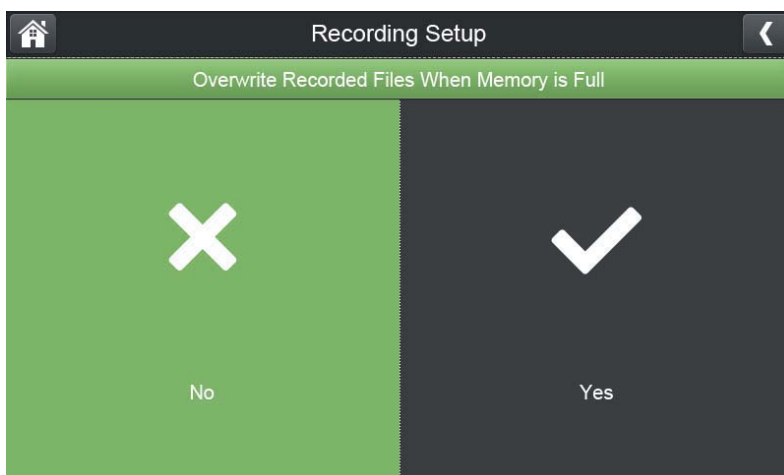 Recording Setup
Overwrite Recorded Files When Memory is Full
No
Yes